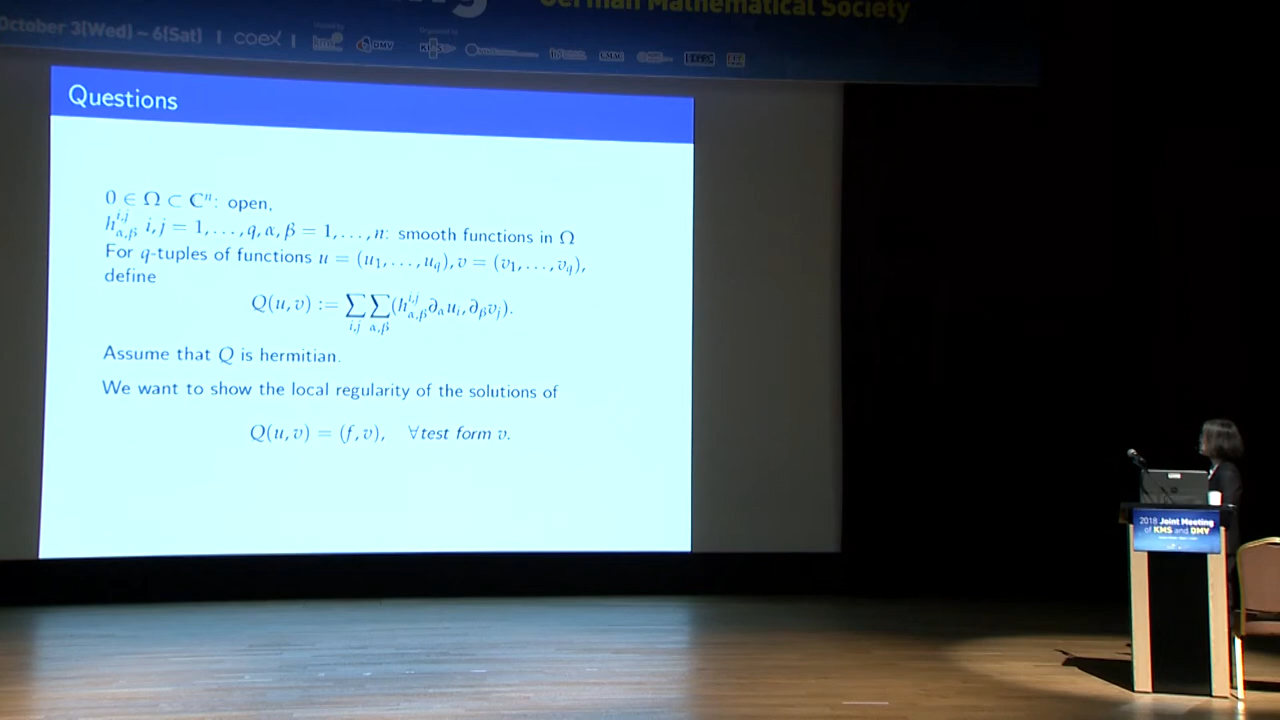 German Mathematical Society
October 3(Wed) – 6(Sat) | coex |
DMV KMS
Questions
0 ∈ Ω ⊂ Cⁿ: open,
h^{i,j}_{α,β} i, j = 1, . . . , q, α, β = 1, . . . , n: smooth functions in Ω
For q-tuples of functions u = (u₁, . . . , u_q), v = (v₁, . . . , v_q),
define
Q(u, v) := ∑_{i,j} ∑_{α,β} (h^{i,j}_{α,β} ∂_α u_i, ∂_β v_j).
Assume that Q is hermitian.
We want to show the local regularity of the solutions of
Q(u, v) = (f, v), ∀test form v.
2018 Joint Meeting
of KMS and DMV